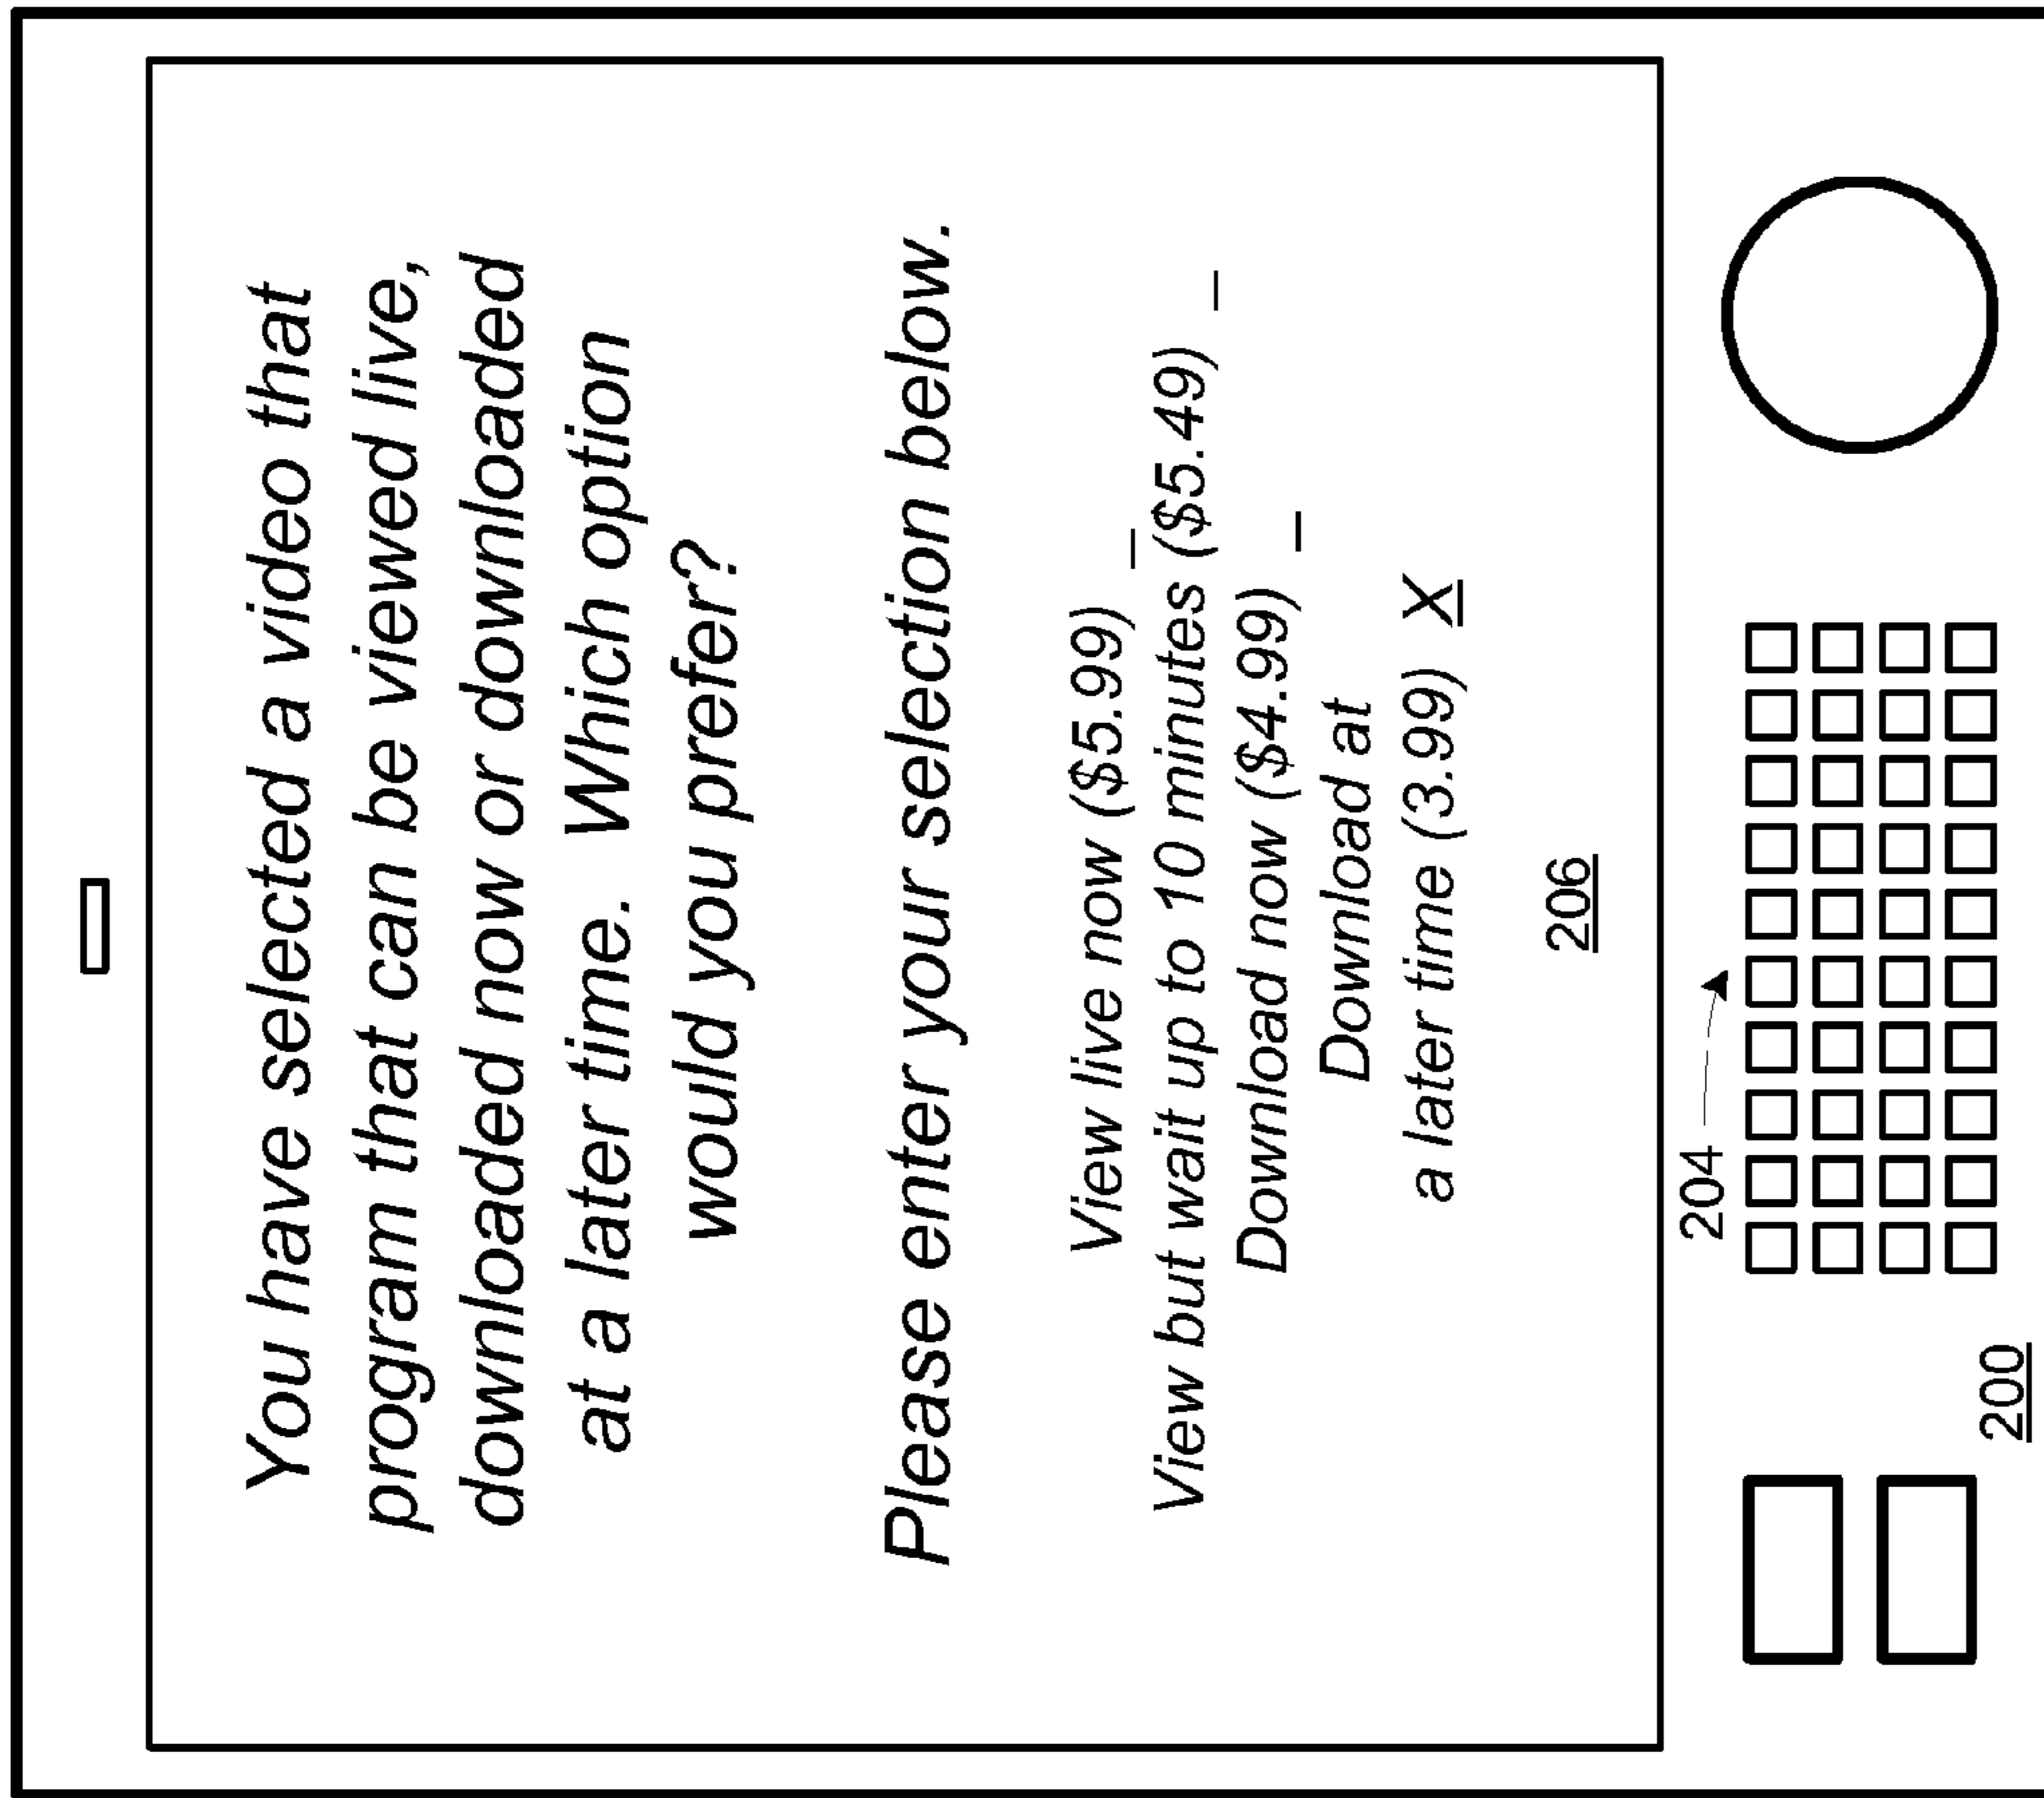 You have selected a video that
program that can be viewed live,
downloaded now or downloaded
at a later time. Which option
would you prefer?
Please enter your selection below.
View live now ($5.99) _
View but wait up to 10 minutes ($5.49) _
Download now ($4.99) _
Download at
a later time (3.99) X
206
204
200